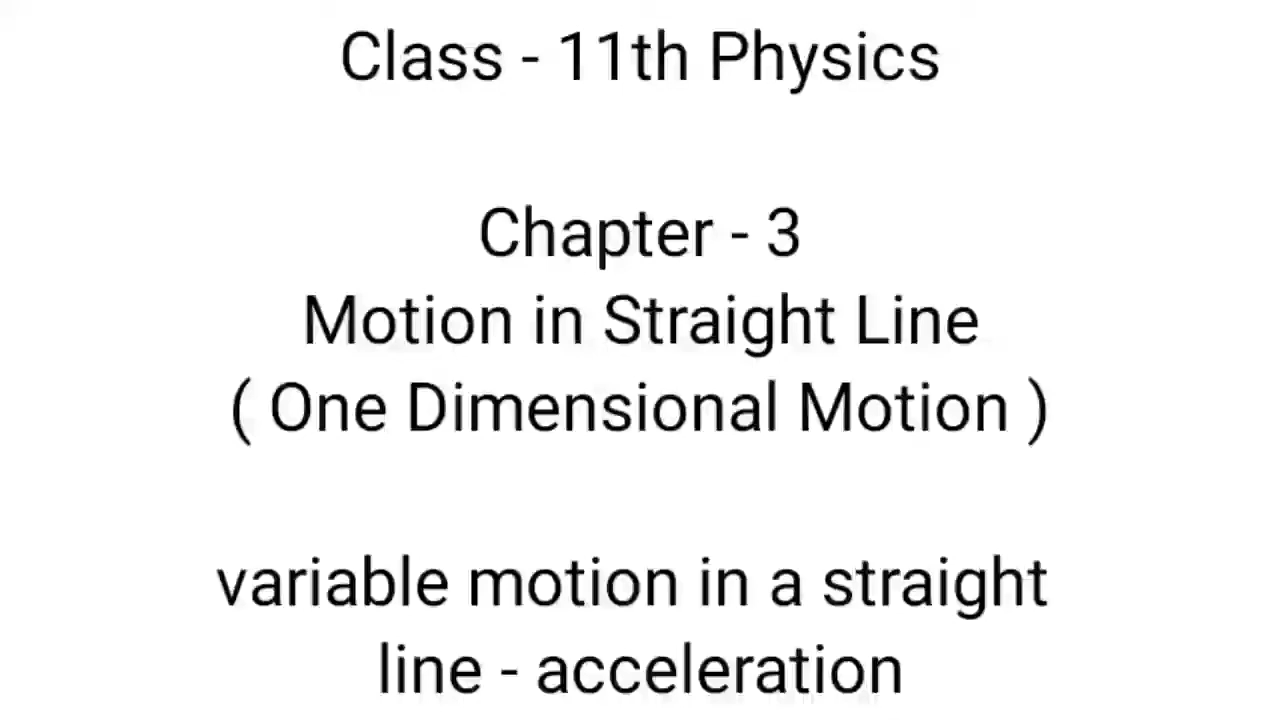 Class - 11th Physics
Chapter - 3
Motion in Straight Line
( One Dimensional Motion )
variable motion in a straight
line - acceleration